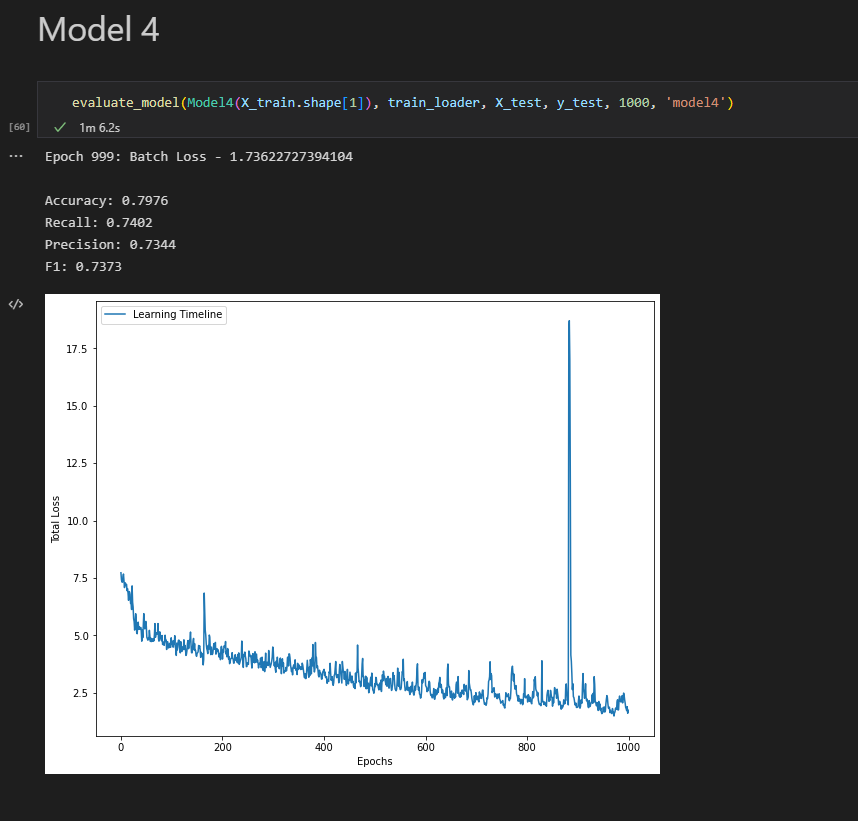 Model 4
evaluate_model(Model4(X_train.shape[1]), train_loader, X_test, y_test, 1000, 'model4')
[60]
1m 6.2s
... Epoch 999: Batch Loss - 1.73622727394104
Accuracy: 0.7976
Recall: 0.7402
Precision: 0.7344
F1: 0.7373
</>
Learning Timeline
17.5
15.0
12.5
10.0
7.5
5.0
2.5
Total Loss
0 200 400 600 800 1000
Epochs